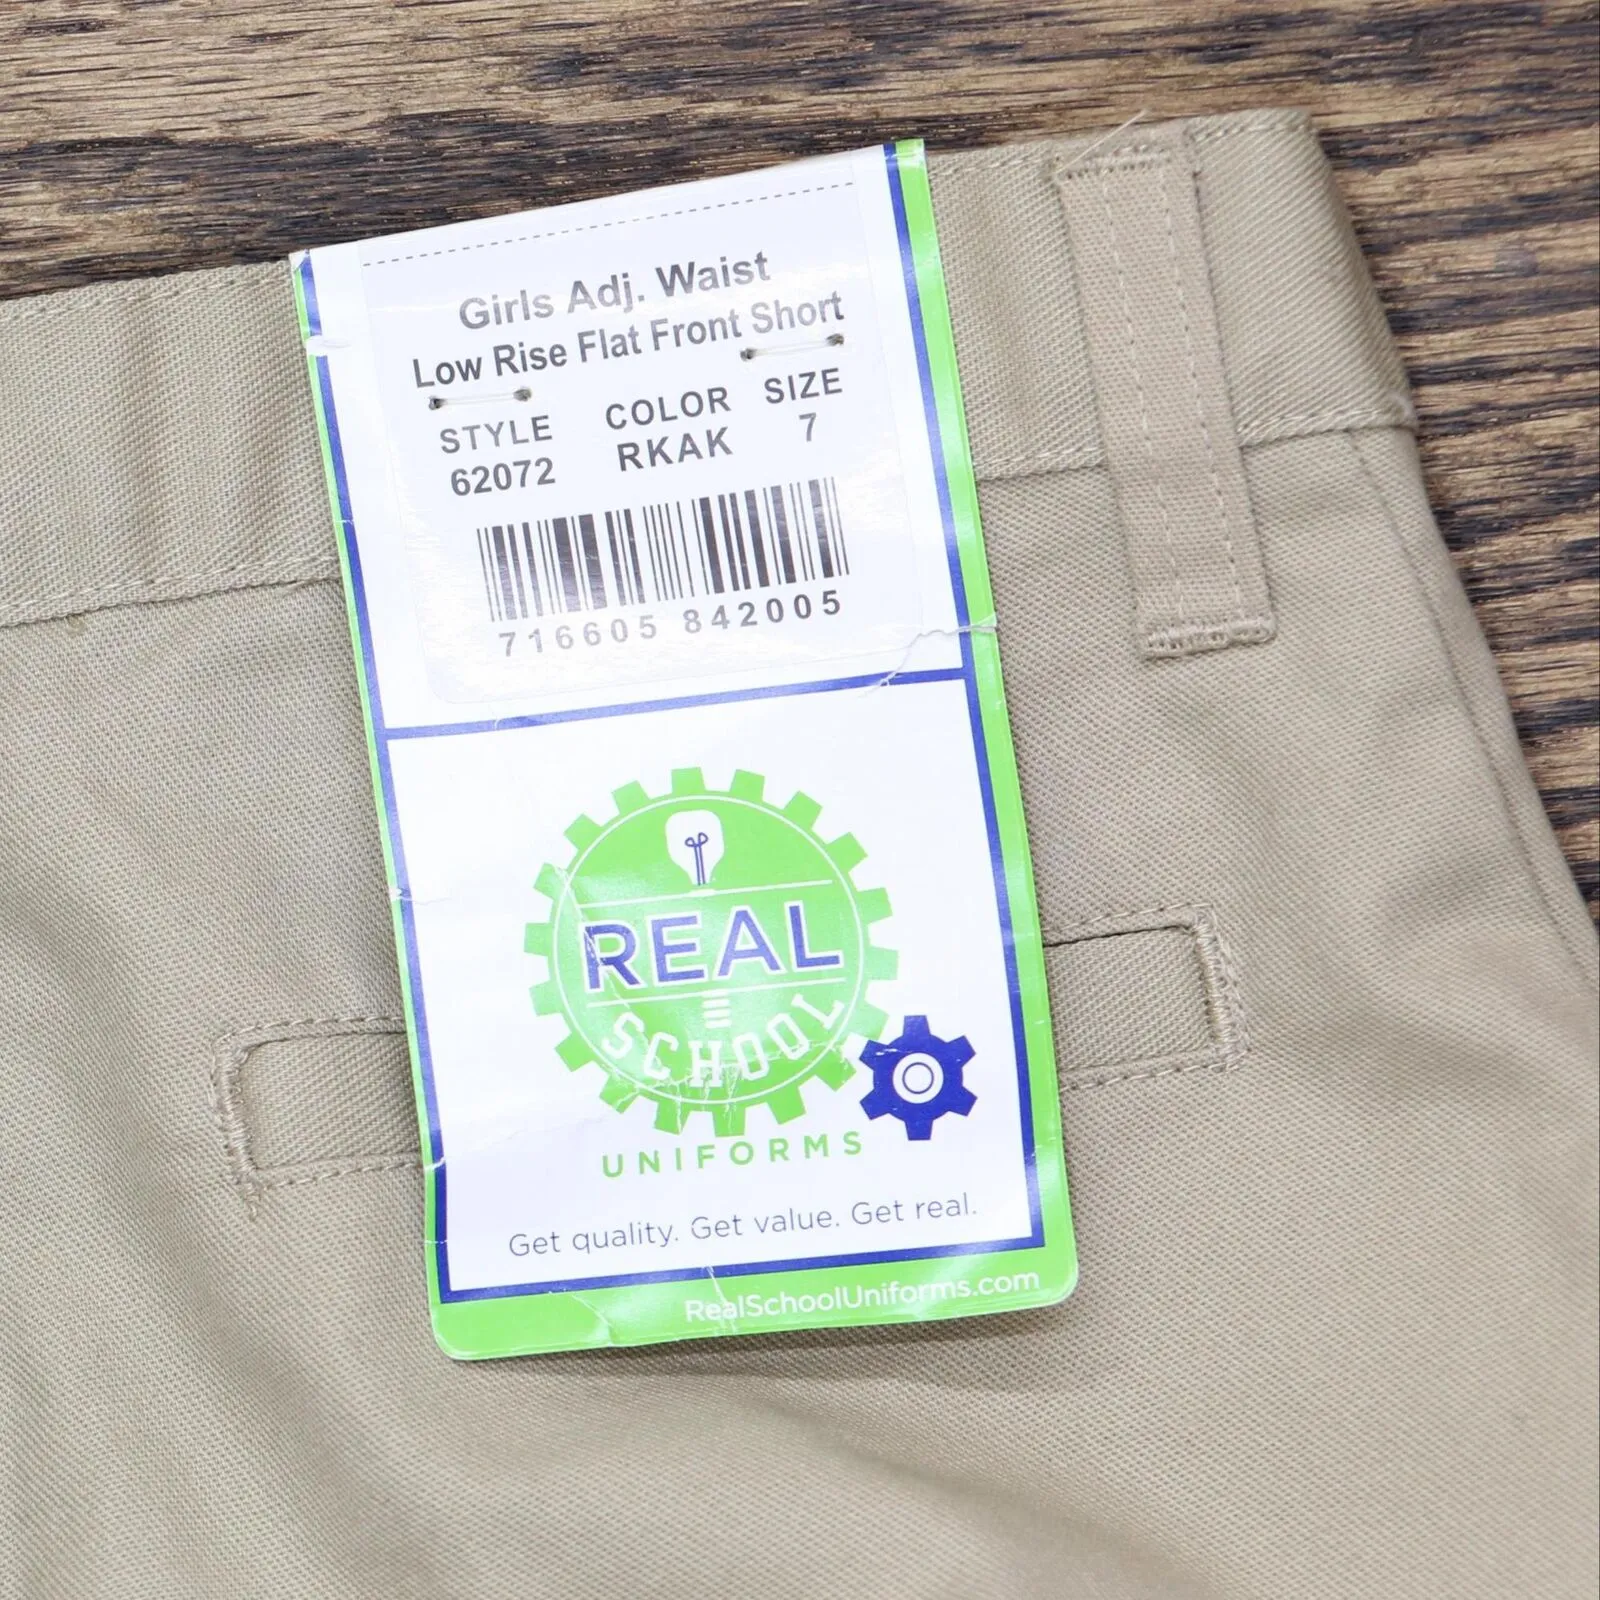 Girls Adj. Waist
Low Rise Flat Front Short
STYLE COLOR SIZE
62072 RKAK 7
716605 842005
REAL
SCHOOL
UNIFORMS
Get quality. Get value. Get real.
RealSchoolUniforms.com